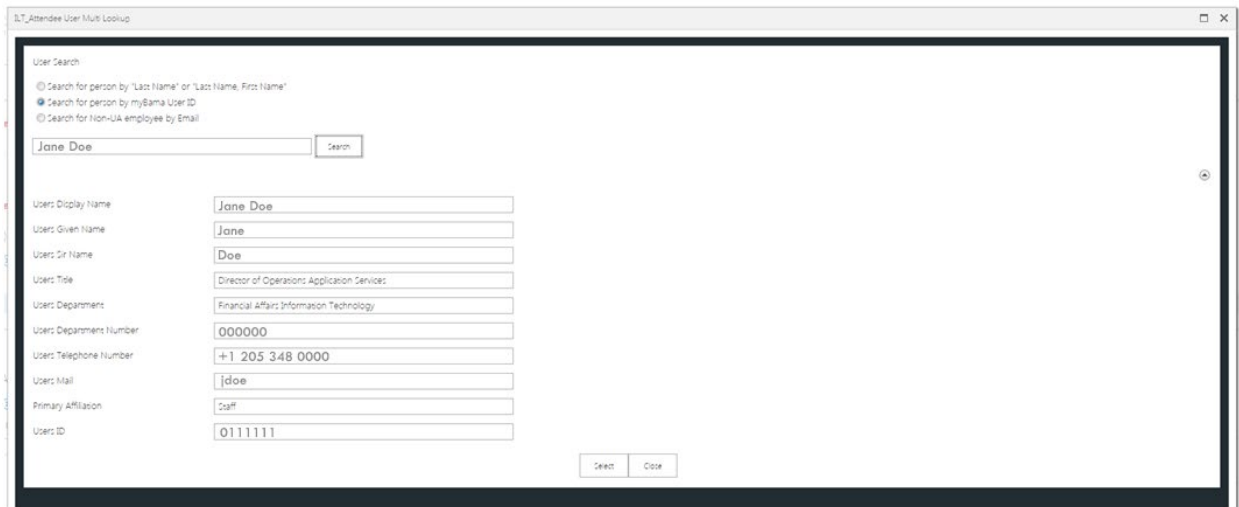 ILT_Attendee User Multi Lookup
User Search
Search for person by "Last Name" or "Last Name, First Name"
Search for person by myBama User ID
Search for Non-UA employee by Email
Jane Doe Search
Users Display Name Jane Doe
Users Given Name Jane
Users Sir Name Doe
Users Title Director of Operations Application Services
Users Department Financial Affairs Information Technology
Users Department Number 000000
Users Telephone Number +1 205 348 0000
Users Mail jdoe
Primary Affiliation Staff
Users ID 0111111
Select Close